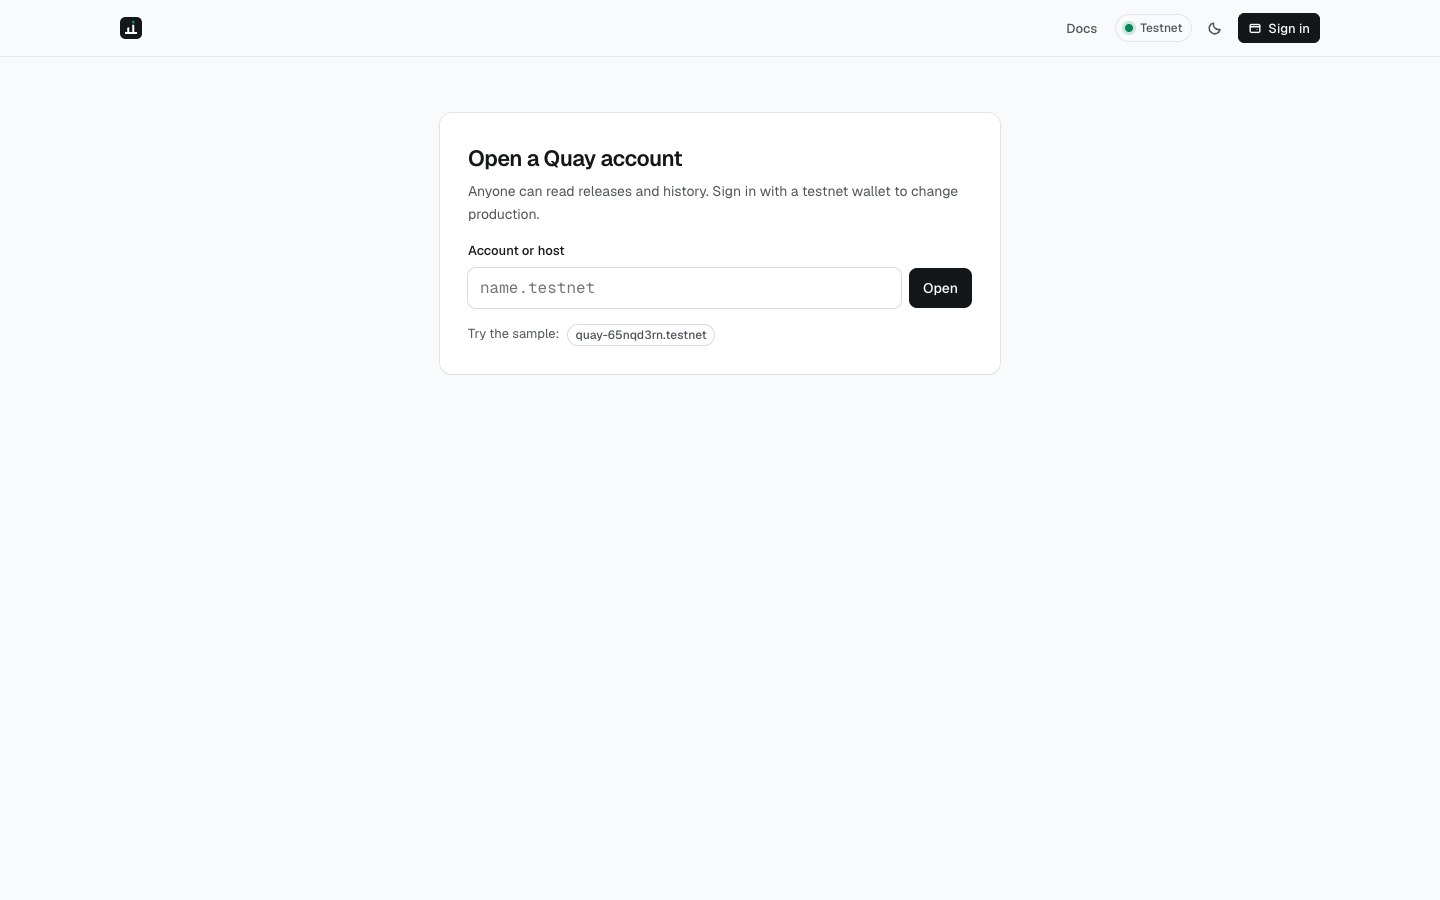 Docs
Testnet
Sign in
Open a Quay account
Anyone can read releases and history. Sign in with a testnet wallet to change
production.
Account or host
name.testnet
Open
Try the sample: quay-65nqd3rn.testnet